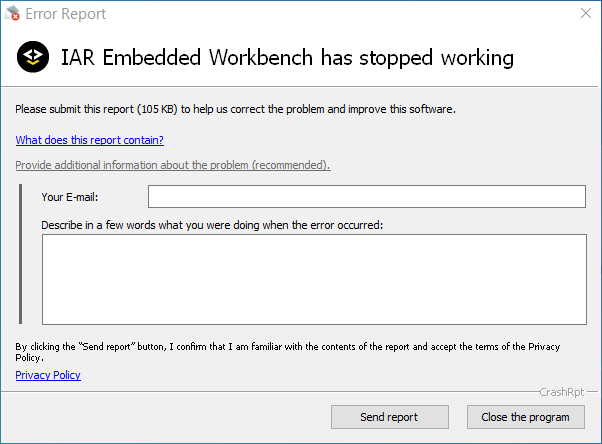 Error Report
IAR Embedded Workbench has stopped working
Please submit this report (105 KB) to help us correct the problem and improve this software.
What does this report contain?
Provide additional information about the problem (recommended).
Your E-mail:
Describe in a few words what you were doing when the error occurred:
By clicking the "Send report" button, I confirm that I am familiar with the contents of the report and accept the terms of the Privacy
Policy.
Privacy Policy
CrashRpt
Send report
Close the program